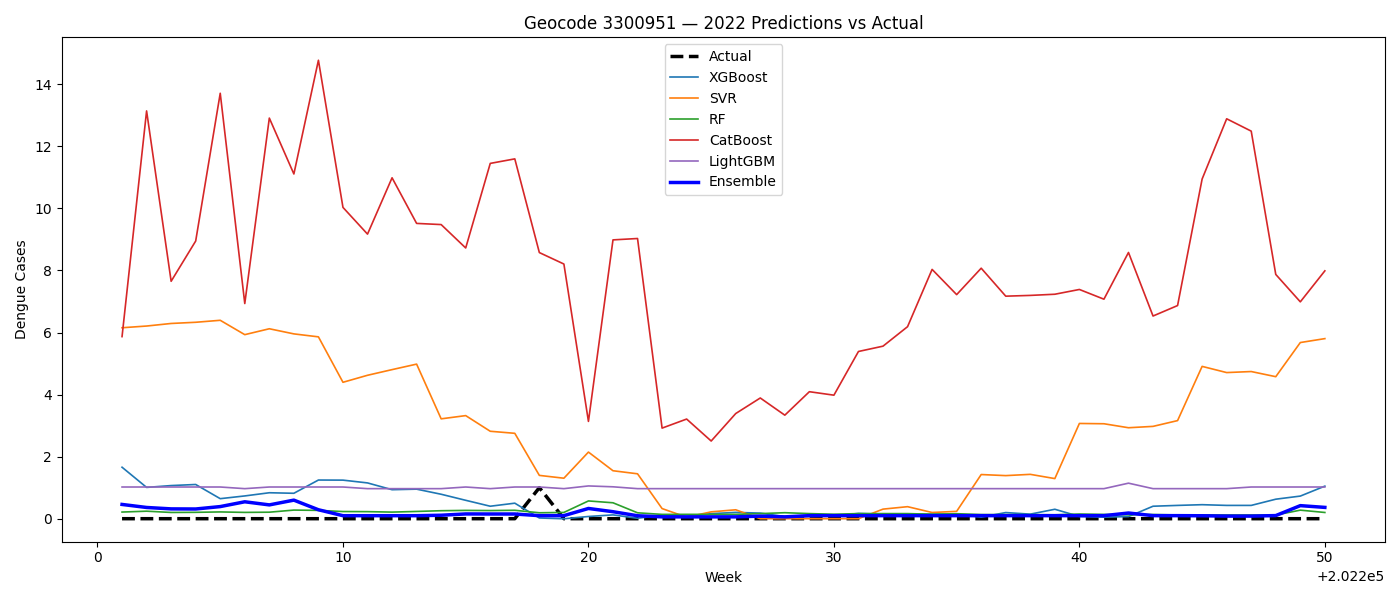 Geocode 3300951 — 2022 Predictions vs Actual
Actual
XGBoost
SVR
RF
CatBoost
LightGBM
Ensemble
Dengue Cases
14
12
10
8
6
4
2
0
0 10 20 30 40 50
Week
+2.022e5